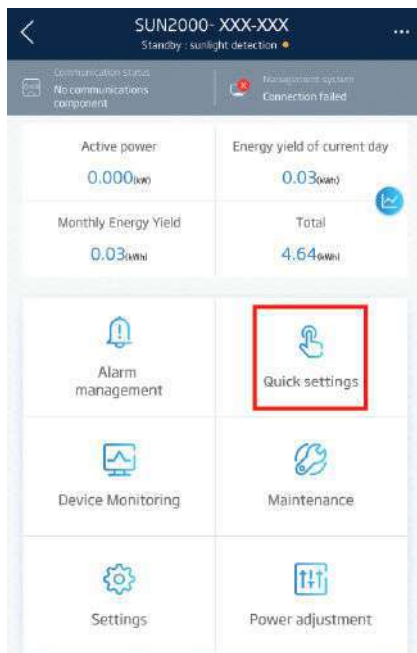 SUN2000- XXX-XXX
Standby : sunlight detection
Communication status
No communications
component
Management system
Connection failed
Active power
0.000(kW)
Energy yield of current day
0.03(kWh)
Monthly Energy Yield
0.03(kWh)
Total
4.64(kWh)
Alarm
management
Quick settings
Device Monitoring
Maintenance
Settings
Power adjustment